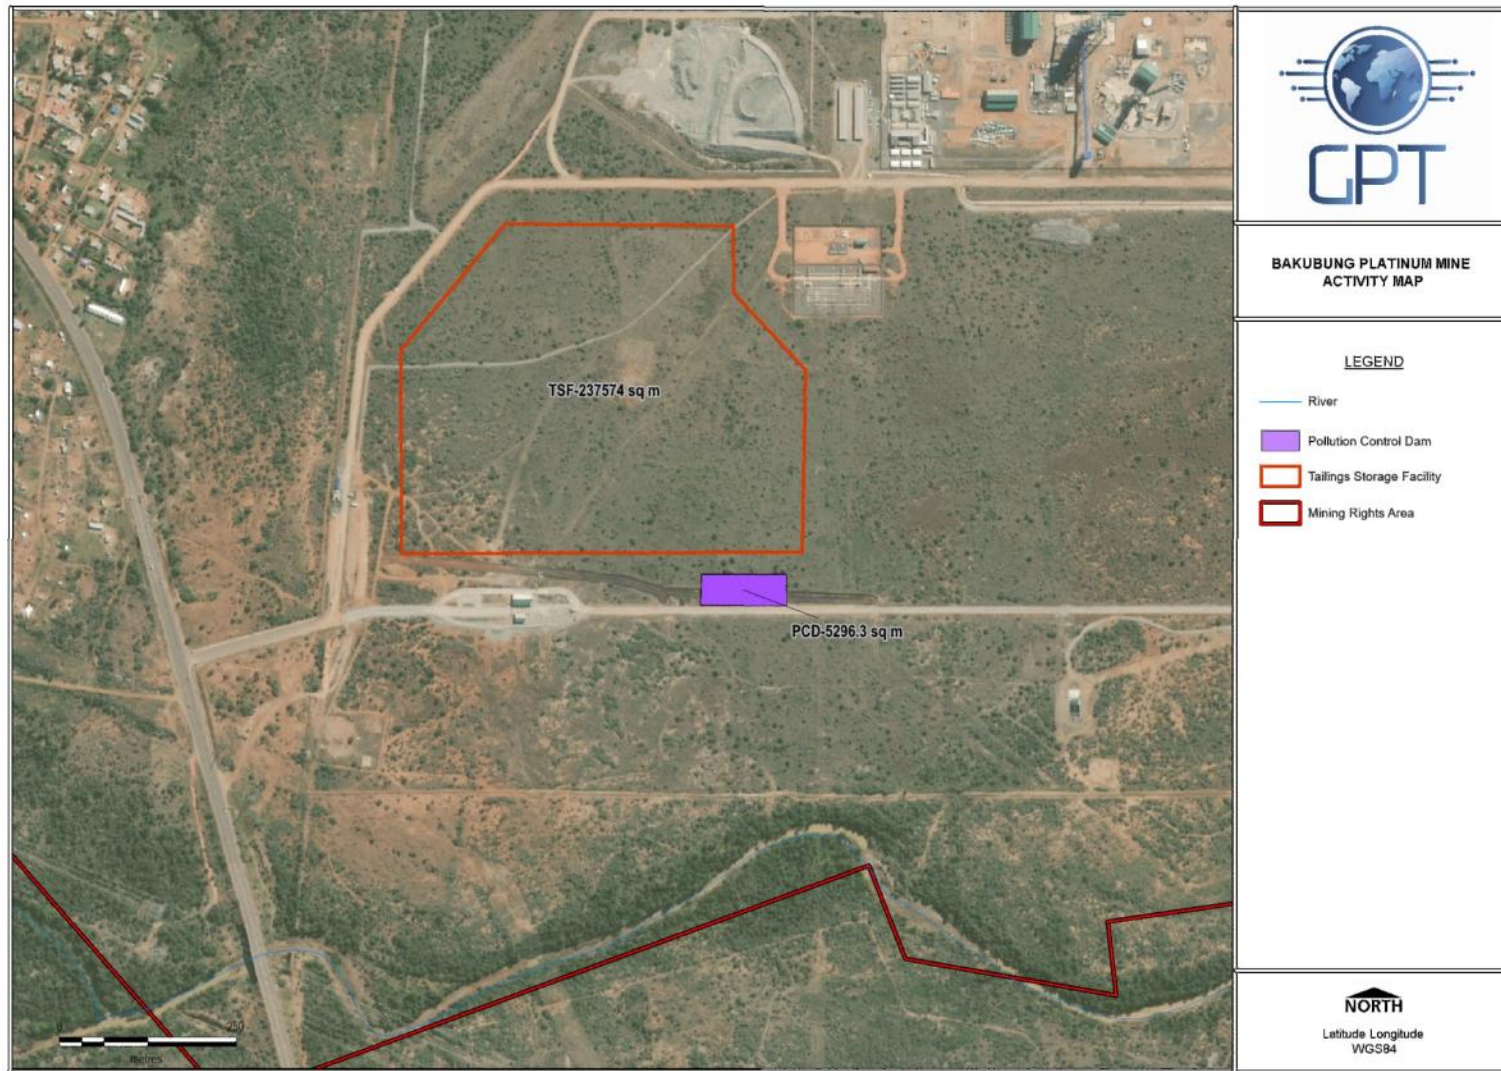 GPT
BAKUBUNG PLATINUM MINE
ACTIVITY MAP
LEGEND
River
Pollution Control Dam
Tailings Storage Facility
Mining Rights Area
TSF-237574 sq m
PCD-5296.3 sq m
0 250
metres
NORTH
Latitude Longitude
WGS84